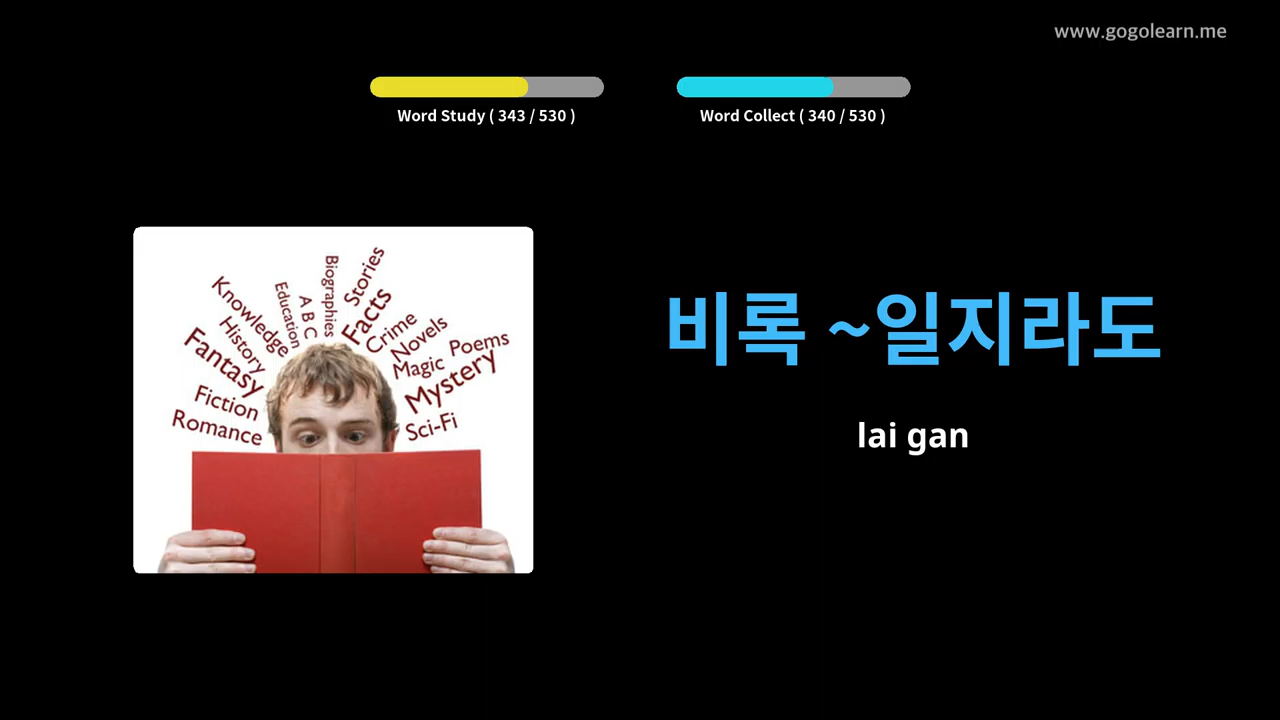 www.gogolearn.me
Word Study ( 343 / 530 )
Word Collect ( 340 / 530 )
Biographies
Stories
Knowledge
Education
A B C
Facts
Crime
History
Novels
Fantasy
Magic
Poems
Mystery
Fiction
Romance
Sci-Fi
비록 ~일지라도
lai gan